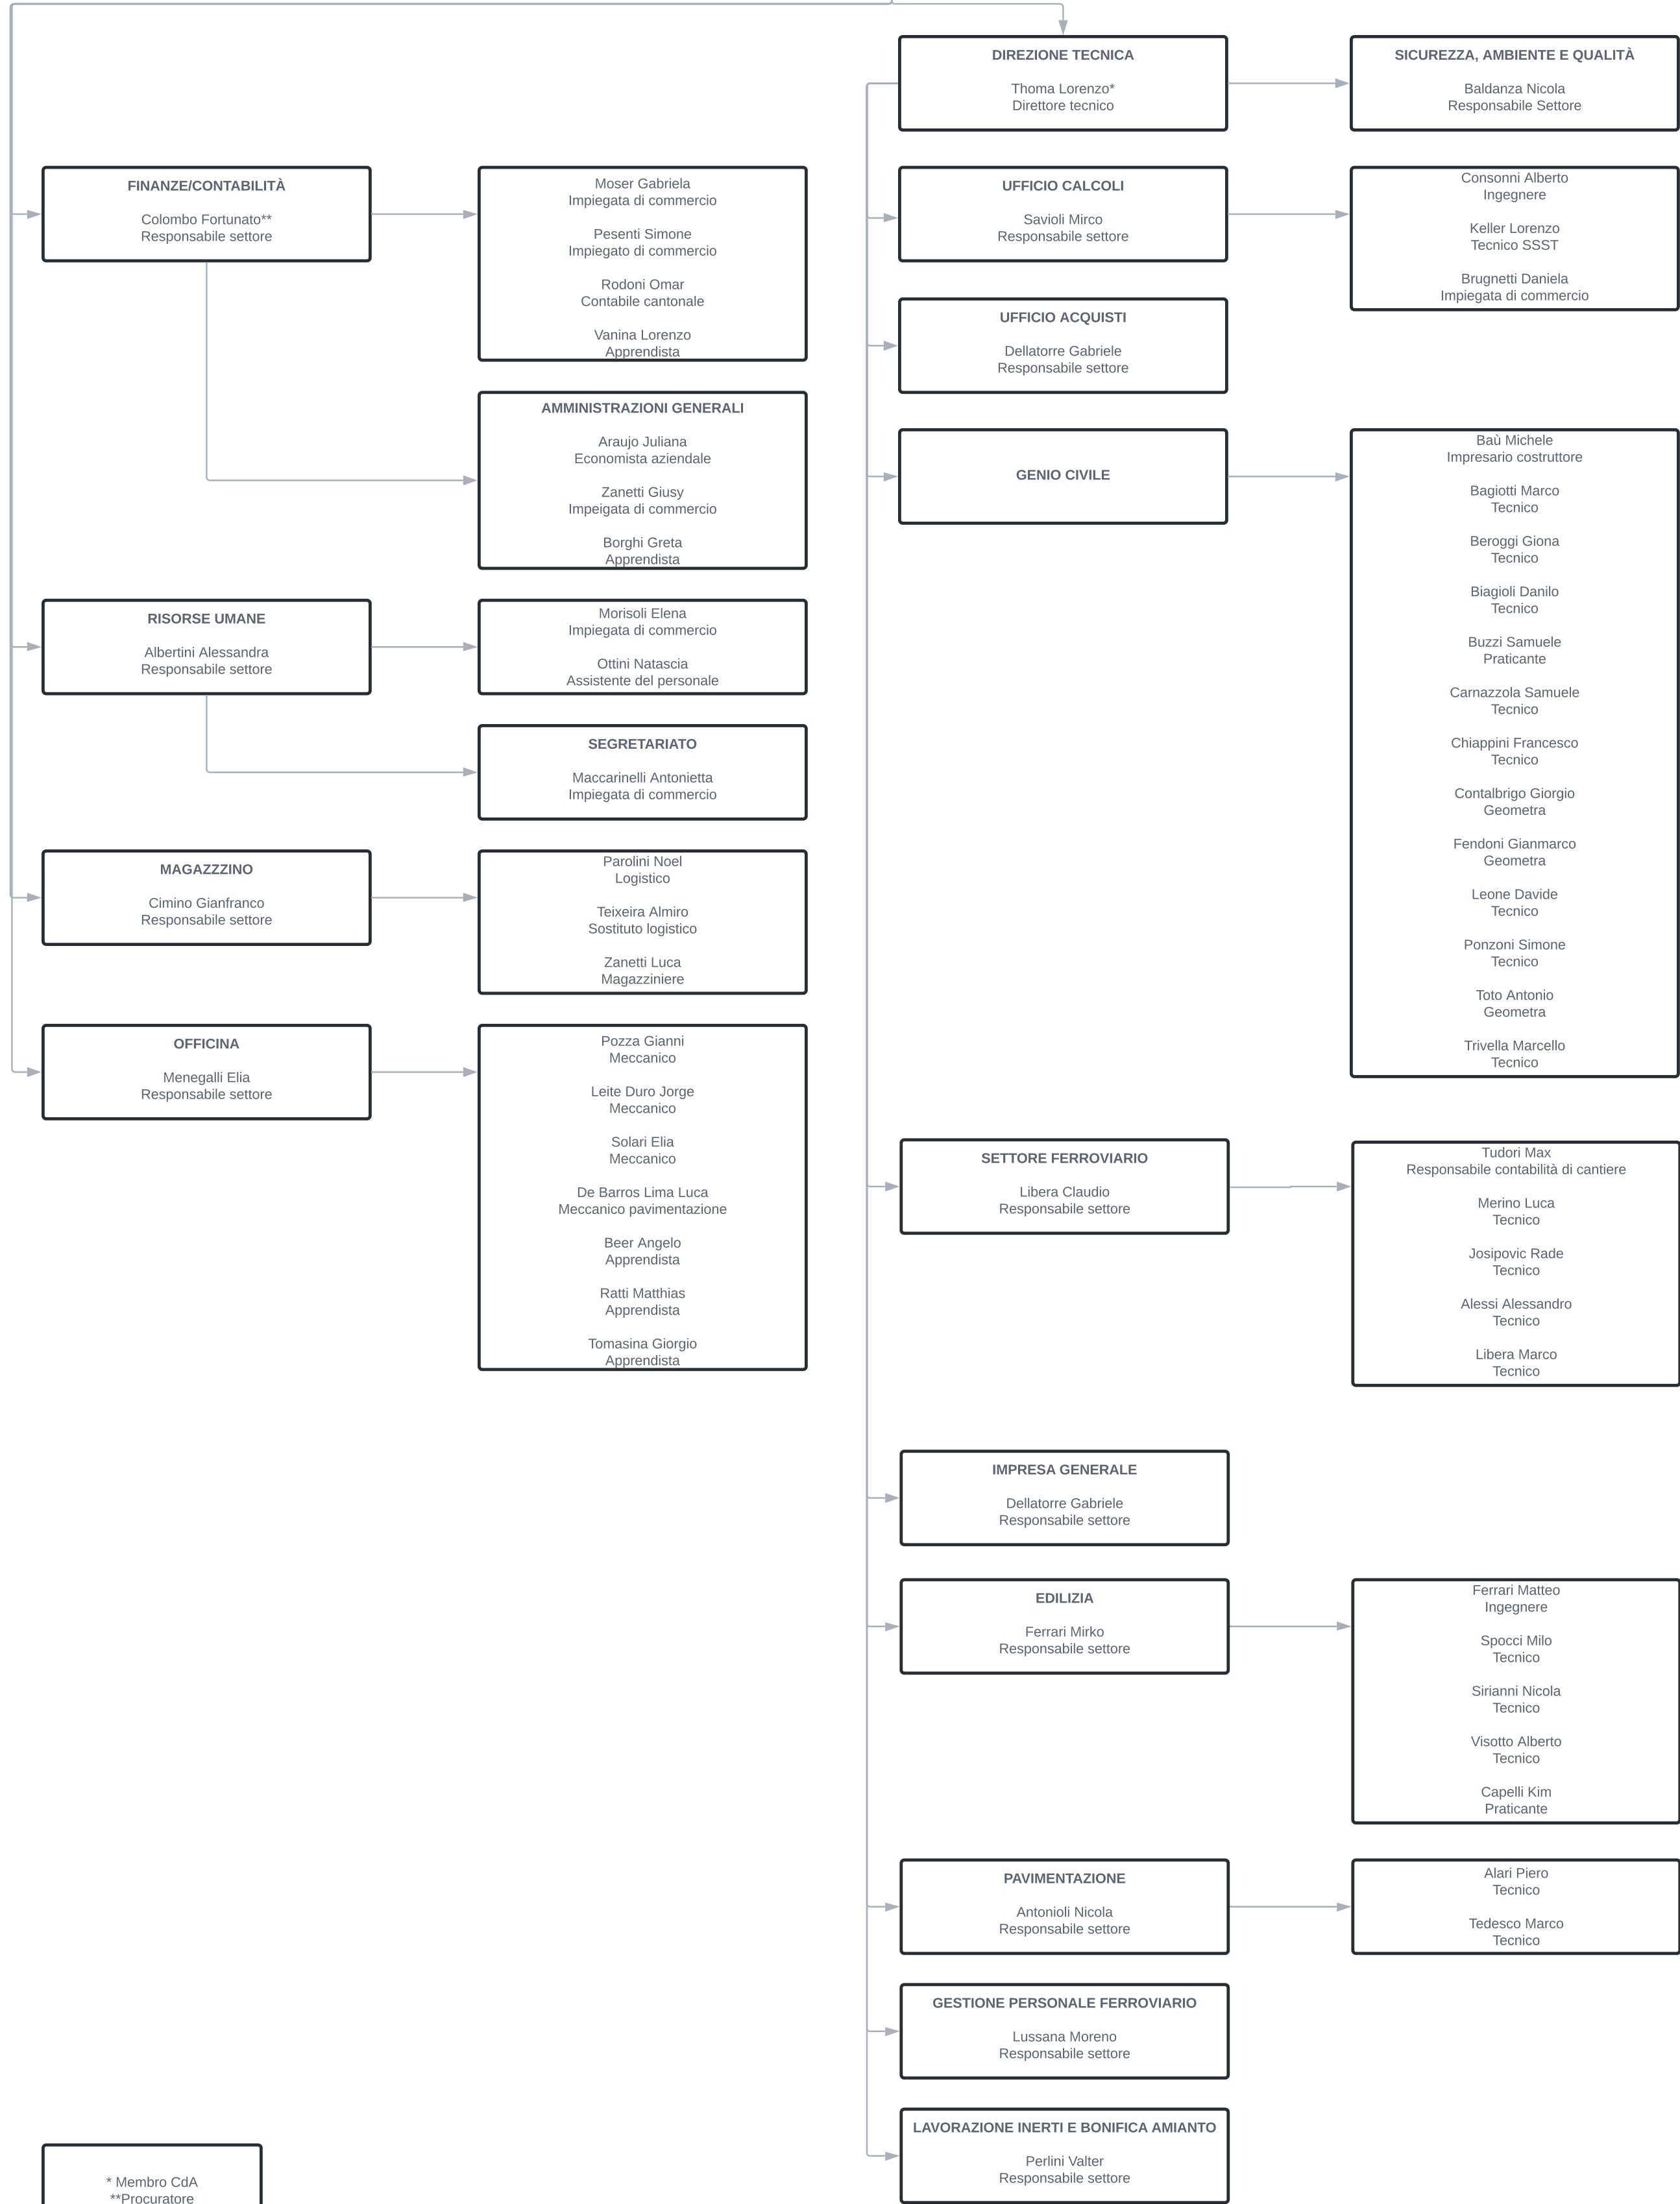 DIREZIONE TECNICA
Thoma Lorenzo*
Direttore tecnico
SICUREZZA, AMBIENTE E QUALITÀ
Baldanza Nicola
Responsabile Settore
FINANZE/CONTABILITÀ
Colombo Fortunato**
Responsabile settore
Moser Gabriela
Impiegata di commercio
Pesenti Simone
Impiegato di commercio
Rodoni Omar
Contabile cantonale
Vanina Lorenzo
Apprendista
UFFICIO CALCOLI
Savioli Mirco
Responsabile settore
Consonni Alberto
Ingegnere
Keller Lorenzo
Tecnico SSST
Brugnetti Daniela
Impiegata di commercio
UFFICIO ACQUISTI
Dellatorre Gabriele
Responsabile settore
AMMINISTRAZIONI GENERALI
Araujo Juliana
Economista aziendale
Zanetti Giusy
Impeigata di commercio
Borghi Greta
Apprendista
GENIO CIVILE
Baù Michele
Impresario costruttore
Bagiotti Marco
Tecnico
Beroggi Giona
Tecnico
Biagioli Danilo
Tecnico
Buzzi Samuele
Praticante
Carnazzola Samuele
Tecnico
Chiappini Francesco
Tecnico
Contalbrigo Giorgio
Geometra
Fendoni Gianmarco
Geometra
Leone Davide
Tecnico
Ponzoni Simone
Tecnico
Toto Antonio
Geometra
Trivella Marcello
Tecnico
RISORSE UMANE
Albertini Alessandra
Responsabile settore
Morisoli Elena
Impiegata di commercio
Ottini Natascia
Assistente del personale
SEGRETARIATO
Maccarinelli Antonietta
Impiegata di commercio
MAGAZZZINO
Cimino Gianfranco
Responsabile settore
Parolini Noel
Logistico
Teixeira Almiro
Sostituto logistico
Zanetti Luca
Magazziniere
OFFICINA
Menegalli Elia
Responsabile settore
Pozza Gianni
Meccanico
Leite Duro Jorge
Meccanico
Solari Elia
Meccanico
De Barros Lima Luca
Meccanico pavimentazione
Beer Angelo
Apprendista
Ratti Matthias
Apprendista
Tomasina Giorgio
Apprendista
SETTORE FERROVIARIO
Libera Claudio
Responsabile settore
Tudori Max
Responsabile contabilità di cantiere
Merino Luca
Tecnico
Josipovic Rade
Tecnico
Alessi Alessandro
Tecnico
Libera Marco
Tecnico
IMPRESA GENERALE
Dellatorre Gabriele
Responsabile settore
EDILIZIA
Ferrari Mirko
Responsabile settore
Ferrari Matteo
Ingegnere
Spocci Milo
Tecnico
Sirianni Nicola
Tecnico
Visotto Alberto
Tecnico
Capelli Kim
Praticante
PAVIMENTAZIONE
Antonioli Nicola
Responsabile settore
Alari Piero
Tecnico
Tedesco Marco
Tecnico
GESTIONE PERSONALE FERROVIARIO
Lussana Moreno
Responsabile settore
LAVORAZIONE INERTI E BONIFICA AMIANTO
Perlini Valter
Responsabile settore
* Membro CdA
**Procuratore